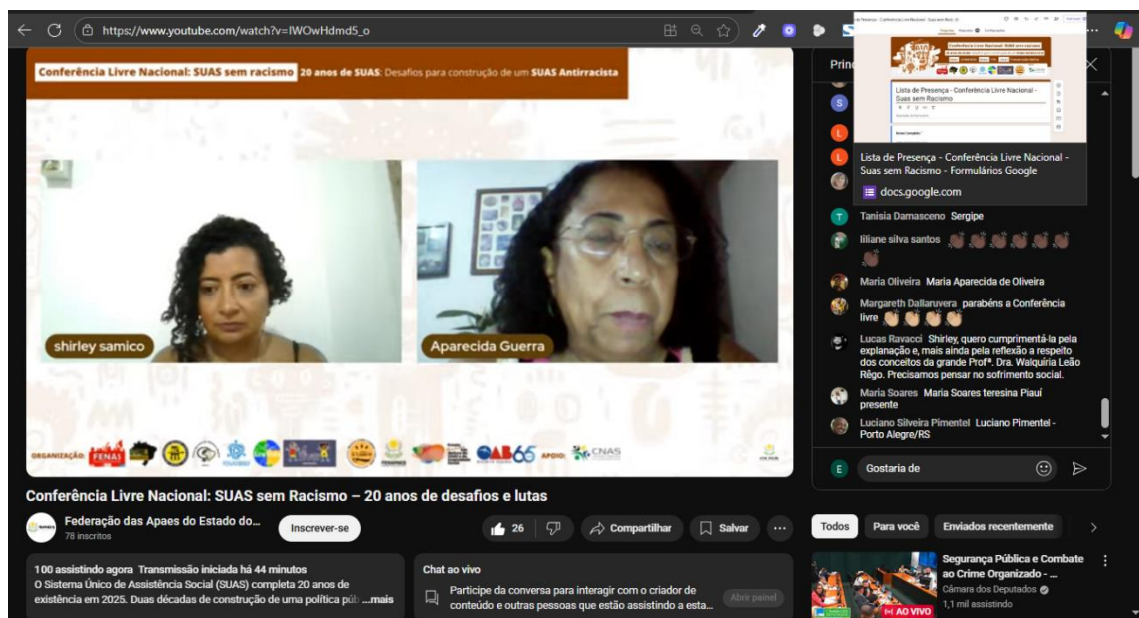 https://www.youtube.com/watch?v=IWOwHdmd5_o
Conferência Livre Nacional: SUAS sem racismo 20 anos de SUAS: Desafios para construção de um SUAS Antirracista
shirley samico
Aparecida Guerra
ORGANIZAÇÃO:
FENAS
OAB
APOIO:
CNAS
Conferência Livre Nacional: SUAS sem Racismo – 20 anos de desafios e lutas
Federação das Apaes do Estado do...
78 inscritos
Inscrever-se
26
Compartilhar
Salvar
100 assistindo agora Transmissão iniciada há 44 minutos
O Sistema Único de Assistência Social (SUAS) completa 20 anos de
existência em 2025. Duas décadas de construção de uma política púb ...mais
Chat ao vivo
Participe da conversa para interagir com o criador de
conteúdo e outras pessoas que estão assistindo a esta...
Abrir painel
Princ
Lista de Presença - Conferência Livre Nacional -
Suas sem Racismo
Lista de Presença - Conferência Livre Nacional -
Suas sem Racismo - Formulários Google
docs.google.com
S
L
L
T
Tanisia Damasceno Sergipe
liliane silva santos 👏🏿👏🏿👏🏿👏🏿👏🏿👏🏿
👏🏿
Maria Oliveira Maria Aparecida de Oliveira
Margareth Dallaruvera parabéns a Conferência
livre 👏🏼👏🏼👏🏼👏🏼
Lucas Ravacci Shirley, quero cumprimentá-la pela
explanação e, mais ainda pela reflexão a respeito
dos conceitos da grande Profª. Dra. Walquíria Leão
Rêgo. Precisamos pensar no sofrimento social.
Maria Soares Maria Soares teresina Piauí
presente
Luciano Silveira Pimentel Luciano Pimentel -
Porto Alegre/RS
E
Gostaria de
Todos
Para você
Enviados recentemente
Segurança Pública e Combate
ao Crime Organizado - ...
Câmara dos Deputados
1,1 mil assistindo
AO VIVO